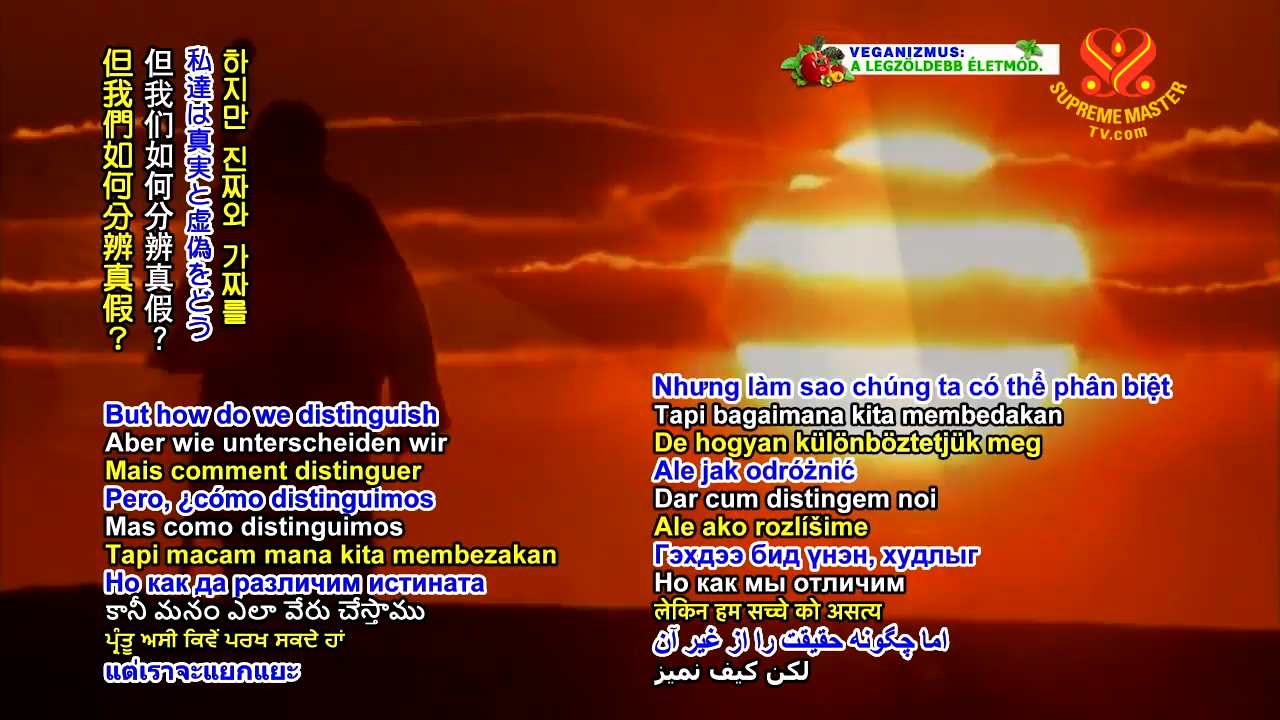 VEGANIZMUS:
A LEGZÖLDEBB ÉLETMÓD.
SUPREME MASTER
TV.com
하지만 진짜와 가짜를
私達は真実と虚偽をどう
但我们如何分辨真假？
但我們如何分辨真假？
But how do we distinguish
Aber wie unterscheiden wir
Mais comment distinguer
Pero, ¿cómo distinguimos
Mas como distinguimos
Tapi macam mana kita membezakan
Но как да различим истината
కానీ మనం ఎలా వేరు చేస్తాము
ਪ੍ਰੰਤੂ ਅਸੀ ਕਿਵੇਂ ਪਰਖ ਸਕਦੇ ਹਾਂ
แต่เราจะแยกแยะ
Nhưng làm sao chúng ta có thể phân biệt
Tapi bagaimana kita membedakan
De hogyan különböztetjük meg
Ale jak odróżnić
Dar cum distingem noi
Ale ako rozlíšime
Гэхдээ бид үнэн, худлыг
Но как мы отличим
लेकिन हम सच्चे को असत्य
اما چگونه حقیقت را از غیر آن
لكن كيف نميز